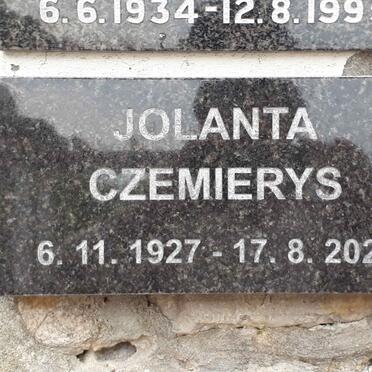 6.6.1934-12.8.199
JOLANTA
CZEMIERYS
6. 11. 1927 - 17. 8. 202